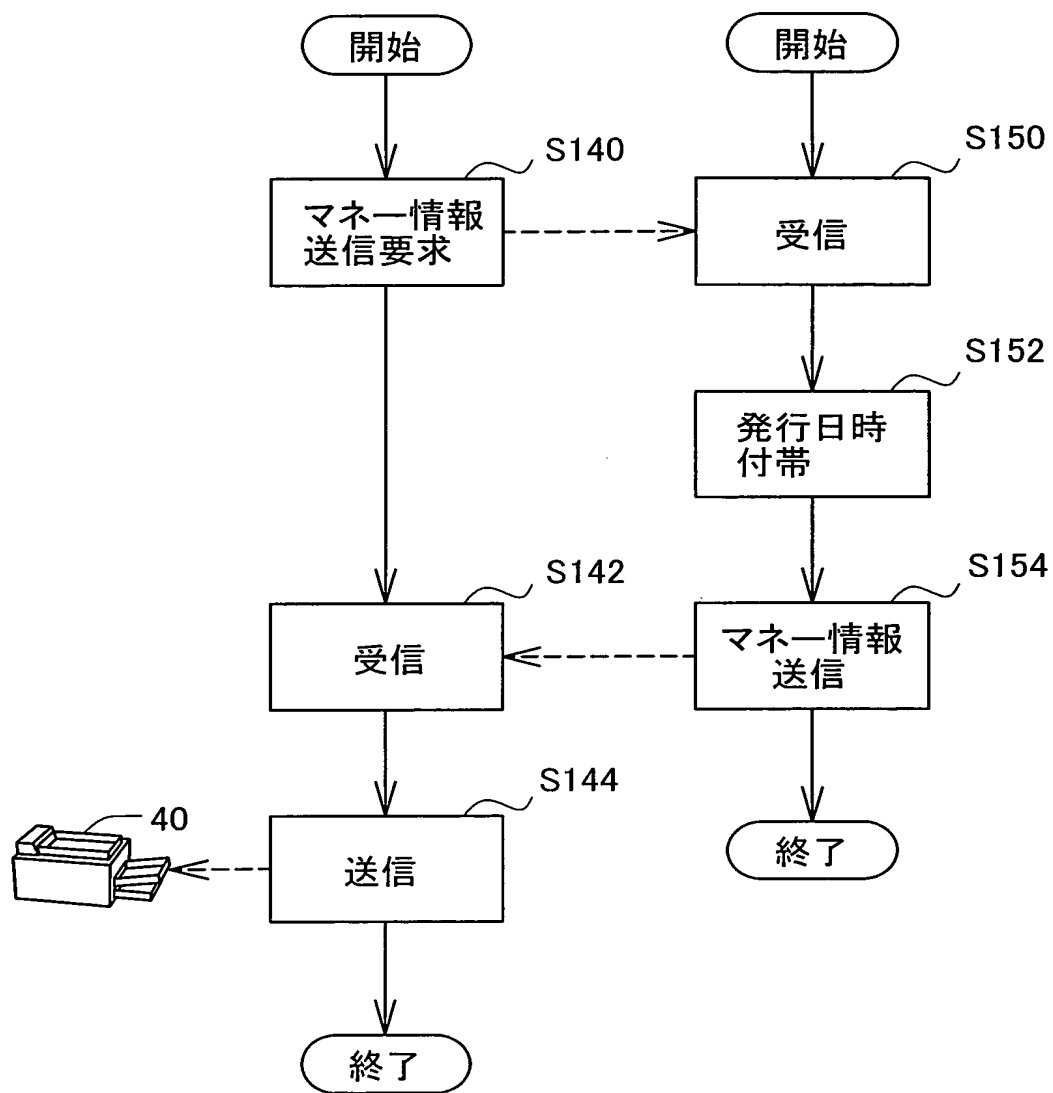 開始
開始
S140
マネー情報
送信要求
S150
受信
S152
発行日時
付帯
S142
受信
S154
マネー情報
送信
S144
送信
40
終了
終了